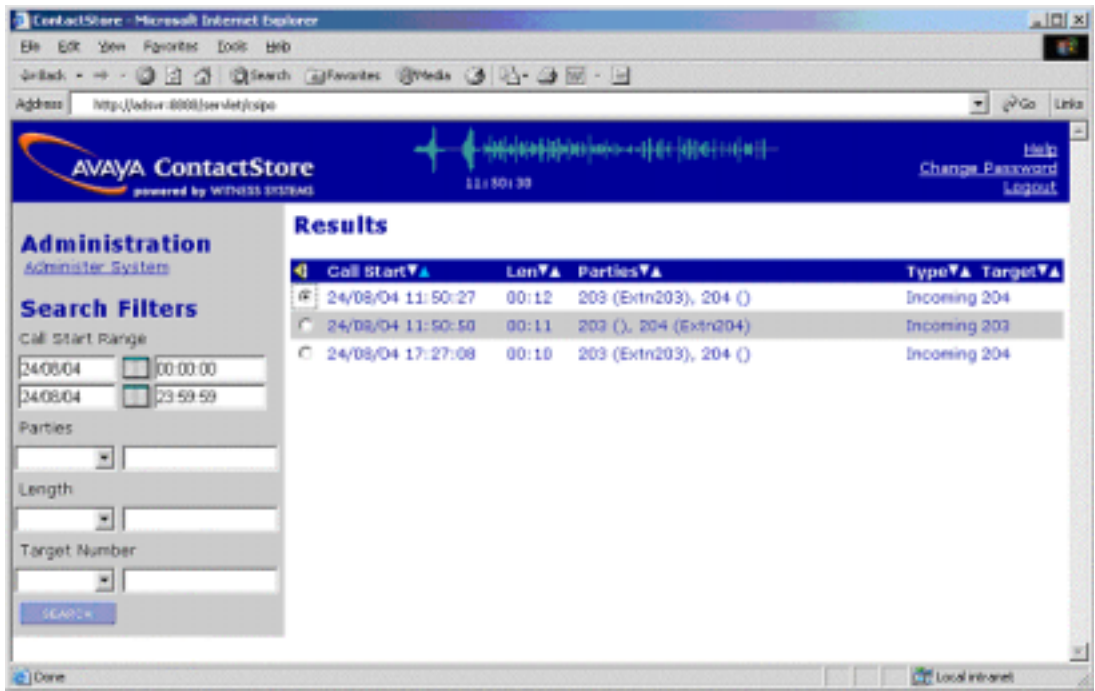 ContactStore - Microsoft Internet Explorer
File Edit View Favorites Tools Help
Back Search Favorites Media
Address http://adsvr:8888/servlet/csipo Go Links
AVAYA ContactStore
powered by WITNESS SYSTEMS
11:50:30
Help
Change Password
Logout
Administration
Administer System
Search Filters
Call Start Range
24/08/04 00:00:00
24/08/04 23:59:59
Parties
Length
Target Number
SEARCH
Results
Call Start▼▲ Len▼▲ Parties▼▲ Type▼▲ Target▼▲
24/08/04 11:50:27 00:12 203 (Extn203), 204 () Incoming 204
24/08/04 11:50:50 00:11 203 (), 204 (Extn204) Incoming 203
24/08/04 17:27:08 00:10 203 (Extn203), 204 () Incoming 204
Done
Local intranet